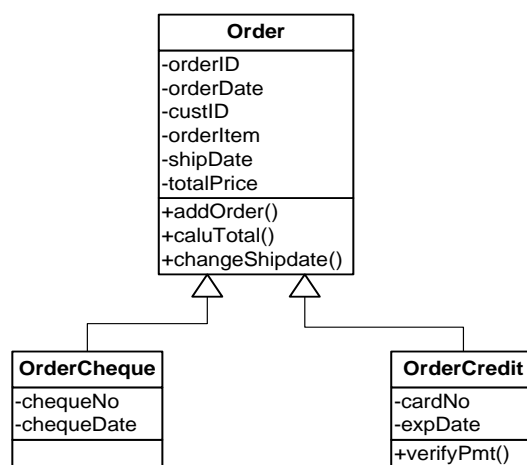 Order
-orderID
-orderDate
-custID
-orderItem
-shipDate
-totalPrice
+addOrder()
+caluTotal()
+changeShipdate()
OrderCheque
-chequeNo
-chequeDate
OrderCredit
-cardNo
-expDate
+verifyPmt()